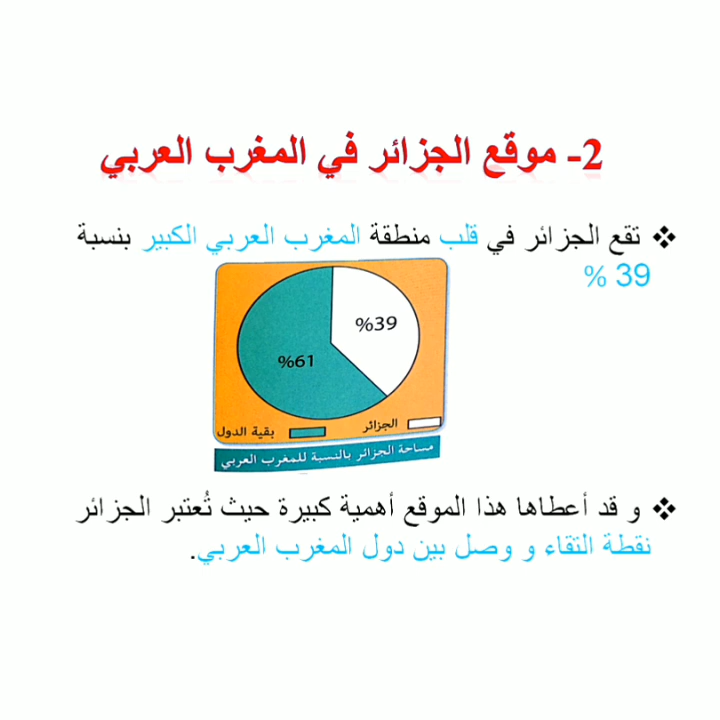 2- موقع الجزائر في المغرب العربي
❖ تقع الجزائر في قلب منطقة المغرب العربي الكبير بنسبة
39 %
%39
%61
الجزائر
بقية الدول
مساحة الجزائر بالنسبة للمغرب العربي
❖ و قد أعطاها هذا الموقع أهمية كبيرة حيث تُعتبر الجزائر
نقطة التقاء و وصل بين دول المغرب العربي.